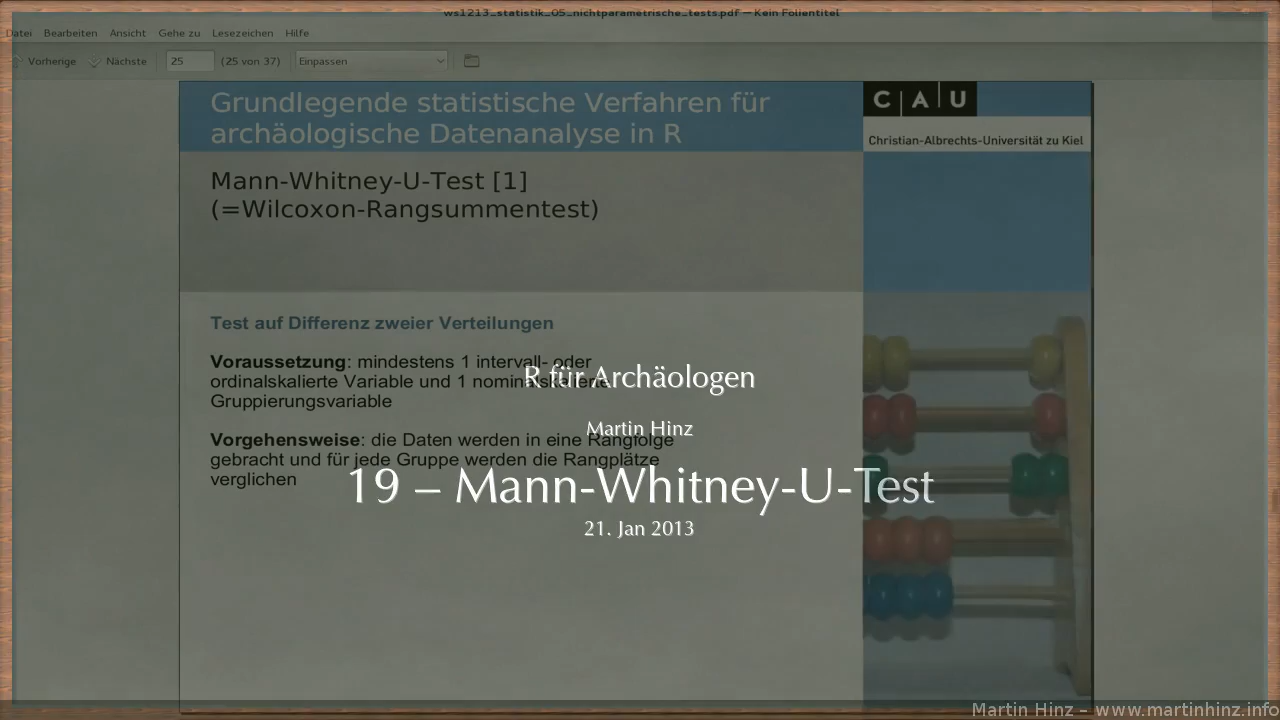 ws1213_statistik_05_nichtparametrische_tests.pdf – Kein Folientitel
Datei Bearbeiten Ansicht Gehe zu Lesezeichen Hilfe
Vorherige Nächste 25 (25 von 37) Einpassen
Grundlegende statistische Verfahren für
archäologische Datenanalyse in R
C A U
Christian-Albrechts-Universität zu Kiel
Mann-Whitney-U-Test [1]
(=Wilcoxon-Rangsummentest)
Test auf Differenz zweier Verteilungen
Voraussetzung: mindestens 1 intervall- oder
ordinalskalierte Variable und 1 nominalskalierte
Gruppierungsvariable
R für Archäologen
Martin Hinz
Vorgehensweise: die Daten werden in eine Rangfolge
gebracht und für jede Gruppe werden die Rangplätze
verglichen
19 – Mann-Whitney-U-Test
21. Jan 2013
Martin Hinz – www.martinhinz.info